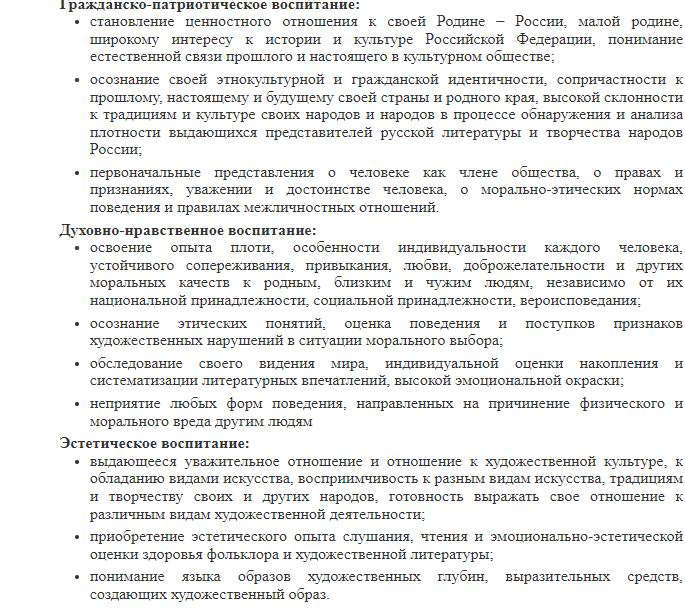 Гражданско-патриотическое воспитание:
• становление ценностного отношения к своей Родине – России, малой родине,
широкому интересу к истории и культуре Российской Федерации, понимание
естественной связи прошлого и настоящего в культурном обществе;
• осознание своей этнокультурной и гражданской идентичности, сопричастности к
прошлому, настоящему и будущему своей страны и родного края, высокой склонности
к традициям и культуре своих народов и народов в процессе обнаружения и анализа
плотности выдающихся представителей русской литературы и творчества народов
России;
• первоначальные представления о человеке как члене общества, о правах и
признаниях, уважении и достоинстве человека, о морально-этических нормах
поведения и правилах межличностных отношений.
Духовно-нравственное воспитание:
• освоение опыта плоти, особенности индивидуальности каждого человека,
устойчивого сопереживания, привыкания, любви, доброжелательности и других
моральных качеств к родным, близким и чужим людям, независимо от их
национальной принадлежности, социальной принадлежности, вероисповедания;
• осознание этических понятий, оценка поведения и поступков признаков
художественных нарушений в ситуации морального выбора;
• обследование своего видения мира, индивидуальной оценки накопления и
систематизации литературных впечатлений, высокой эмоциональной окраски;
• неприятие любых форм поведения, направленных на причинение физического и
морального вреда другим людям
Эстетическое воспитание:
• выдающееся уважительное отношение и отношение к художественной культуре, к
обладанию видами искусства, восприимчивость к разным видам искусства, традициям
и творчеству своих и других народов, готовность выражать свое отношение к
различным видам художественной деятельности;
• приобретение эстетического опыта слушания, чтения и эмоционально-эстетической
оценки здоровья фольклора и художественной литературы;
• понимание языка образов художественных глубин, выразительных средств,
создающих художественный образ.